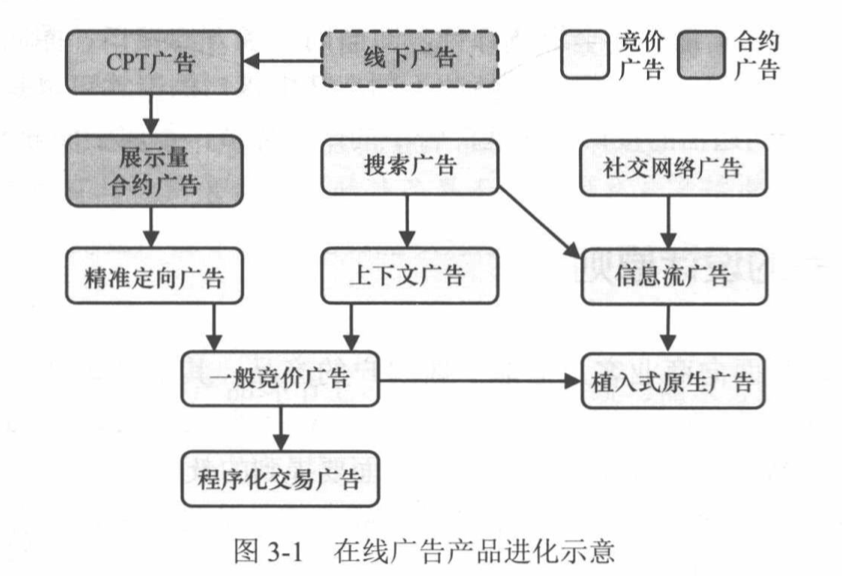 CPT广告
线下广告
竞价
广告
合约
广告
展示量
合约广告
搜索广告
社交网络广告
精准定向广告
上下文广告
信息流广告
一般竞价广告
植入式原生广告
程序化交易广告
图 3-1 在线广告产品进化示意